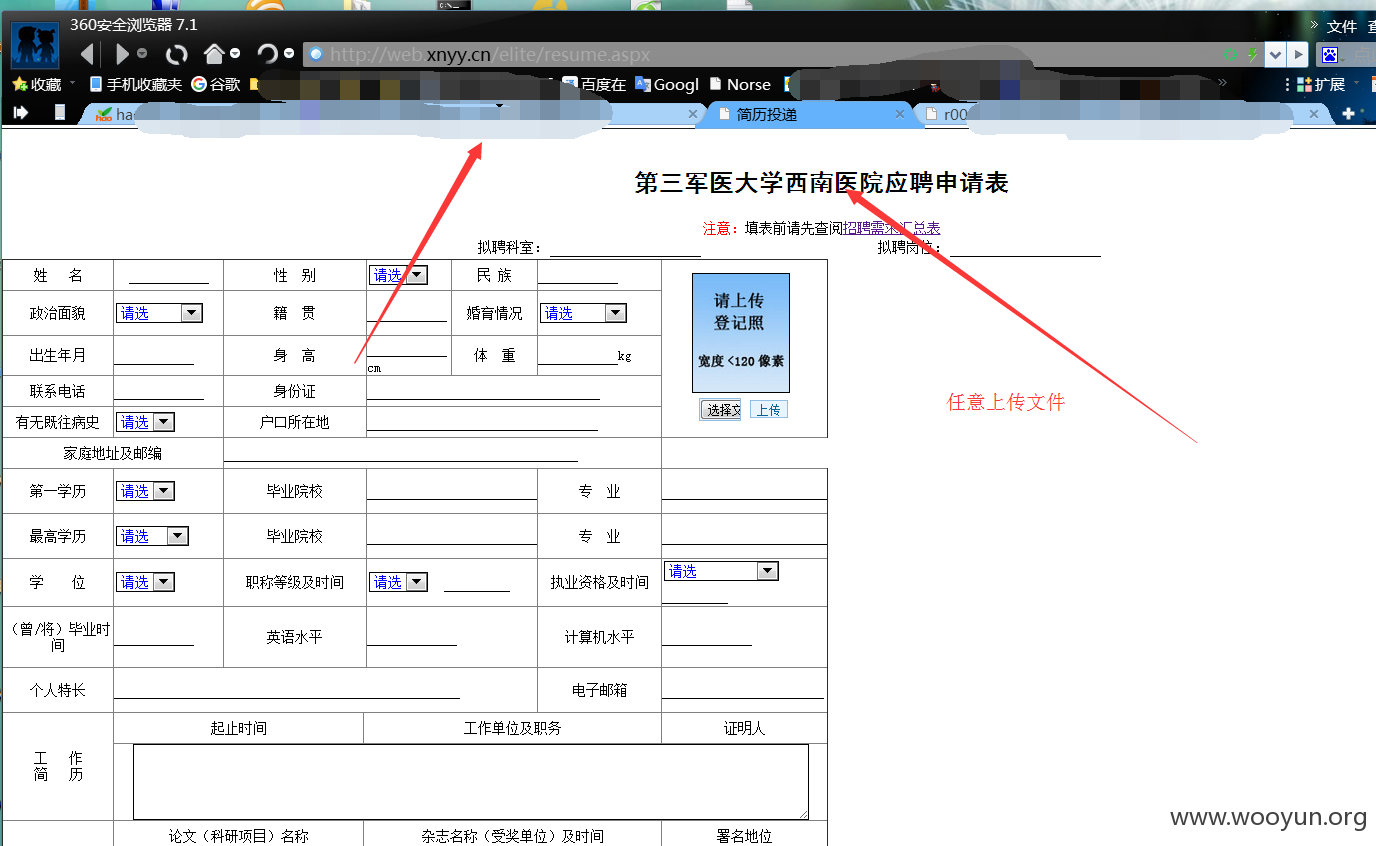 360安全浏览器 7.1
» 文件
http://web.xnyy.cn/elite/resume.aspx
收藏 手机收藏夹 谷歌 百度在 Googl Norse » 扩展
ha 简历投递 r00
第三军医大学西南医院应聘申请表
注意：填表前请先查阅招聘需求汇总表
拟聘科室： 拟聘岗位：
姓 名 性 别 请选 民 族
请上传
登记照
宽度<120像素
政治面貌 请选 籍 贯 婚育情况 请选
出生年月 身 高 cm 体 重 kg
选择文 上传
任意上传文件
联系电话 身份证
有无既往病史 请选 户口所在地
家庭地址及邮编
第一学历 请选 毕业院校 专 业
最高学历 请选 毕业院校 专 业
学 位 请选 职称等级及时间 请选 执业资格及时间 请选
（曾/将）毕业时
间 英语水平 计算机水平
个人特长 电子邮箱
起止时间 工作单位及职务 证明人
工 作
简 历
论文（科研项目）名称 杂志名称（受奖单位）及时间 署名地位
www.wooyun.org